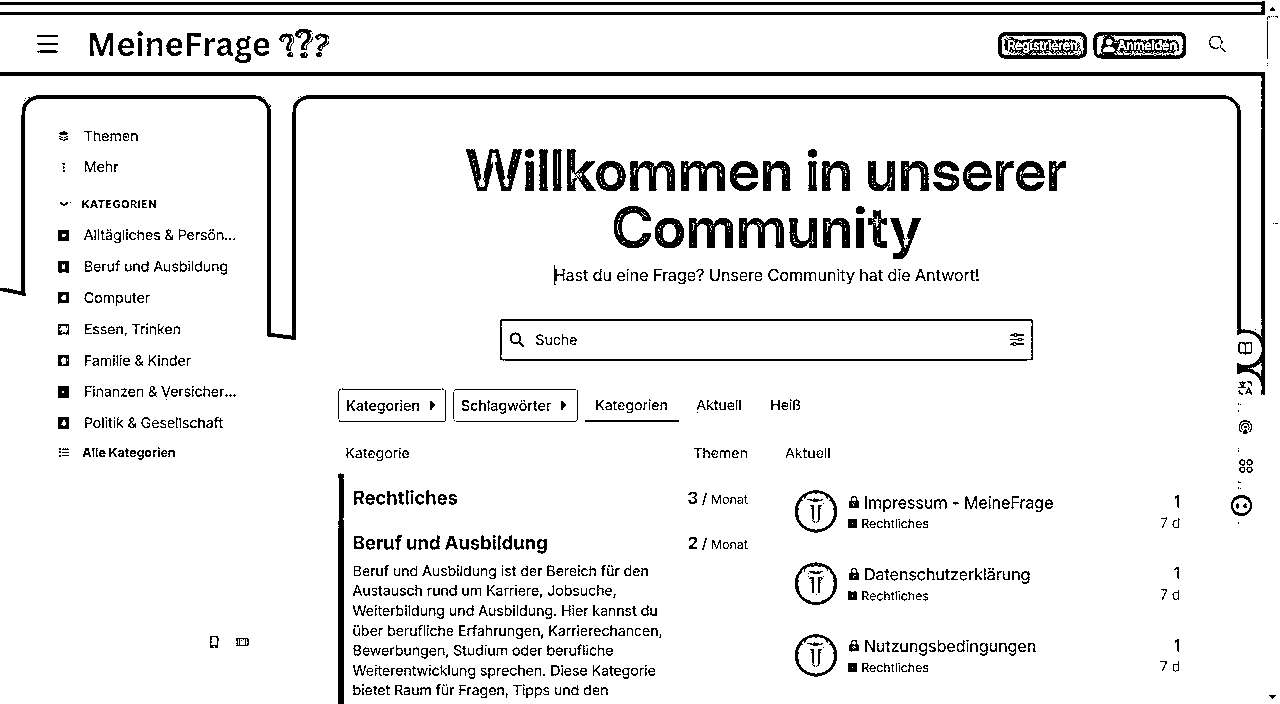 MeineFrage ???
Registrieren
Anmelden
Themen
Mehr
KATEGORIEN
Alltägliches & Persön...
Beruf und Ausbildung
Computer
Essen, Trinken
Familie & Kinder
Finanzen & Versicher...
Politik & Gesellschaft
Alle Kategorien
Willkommen in unserer
Community
Hast du eine Frage? Unsere Community hat die Antwort!
Suche
Kategorien
Schlagwörter
Kategorien
Aktuell
Heiß
Kategorie
Themen
Rechtliches
3 / Monat
Beruf und Ausbildung
2 / Monat
Beruf und Ausbildung ist der Bereich für den
Austausch rund um Karriere, Jobsuche,
Weiterbildung und Ausbildung. Hier kannst du
über berufliche Erfahrungen, Karrierechancen,
Bewerbungen, Studium oder berufliche
Weiterentwicklung sprechen. Diese Kategorie
bietet Raum für Fragen, Tipps und den
Aktuell
Impressum - MeineFrage
1
Rechtliches
7 d
Datenschutzerklärung
1
Rechtliches
7 d
Nutzungsbedingungen
1
Rechtliches
7 d